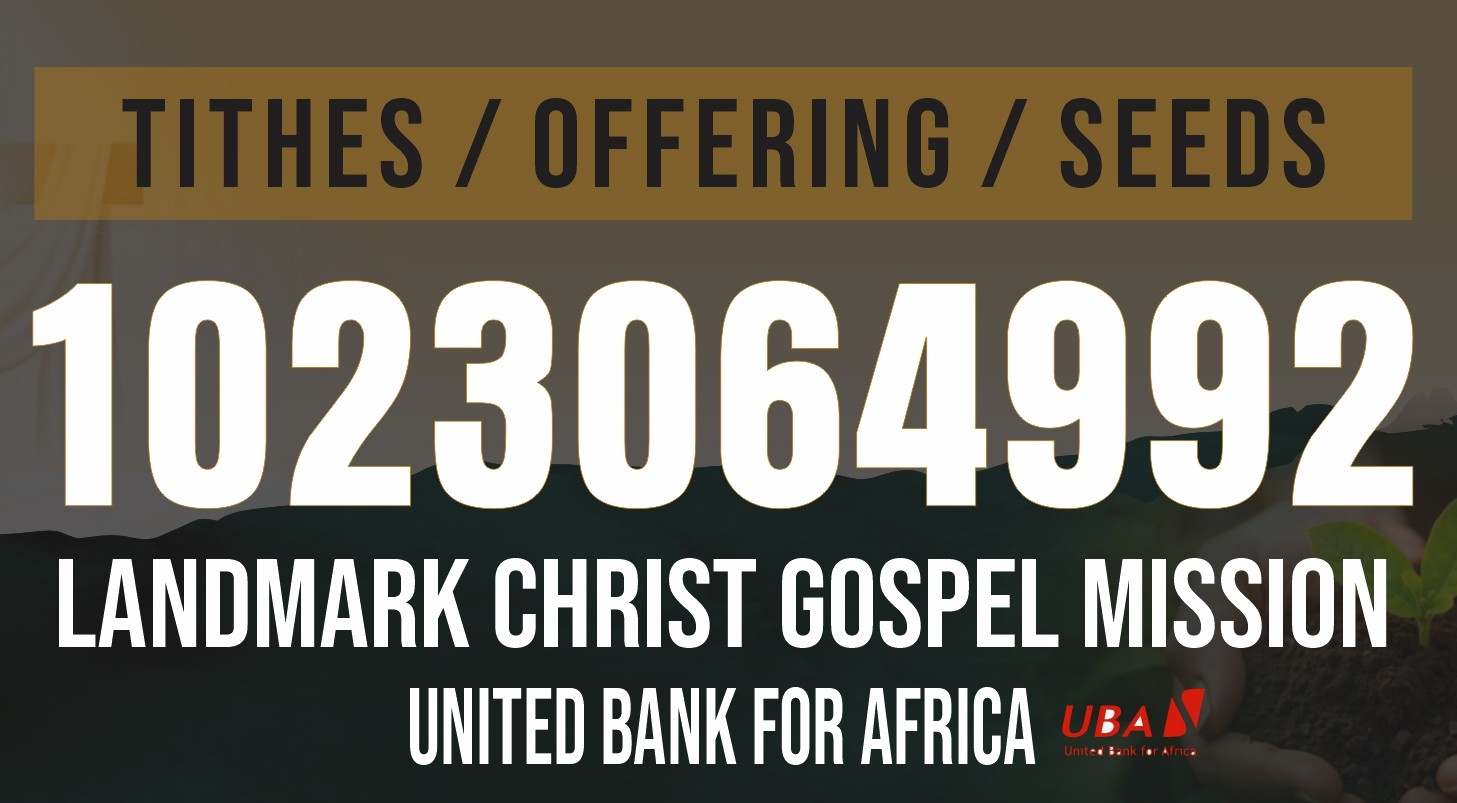 TITHES / OFFERING / SEEDS
1023064992
LANDMARK CHRIST GOSPEL MISSION
UNITED BANK FOR AFRICA
UBA
United Bank for Africa